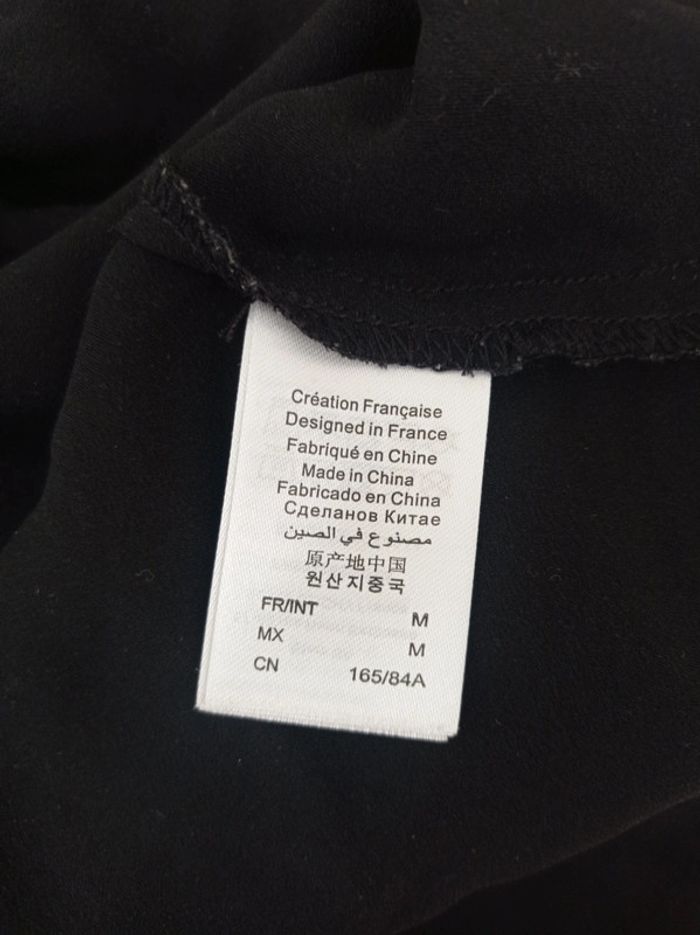 Création Française
Designed in France
Fabriqué en Chine
Made in China
Fabricado en China
Сделанов Китае
مصنوع في الصين
原产地中国
원산지중국
FR/INT M
MX M
CN 165/84A